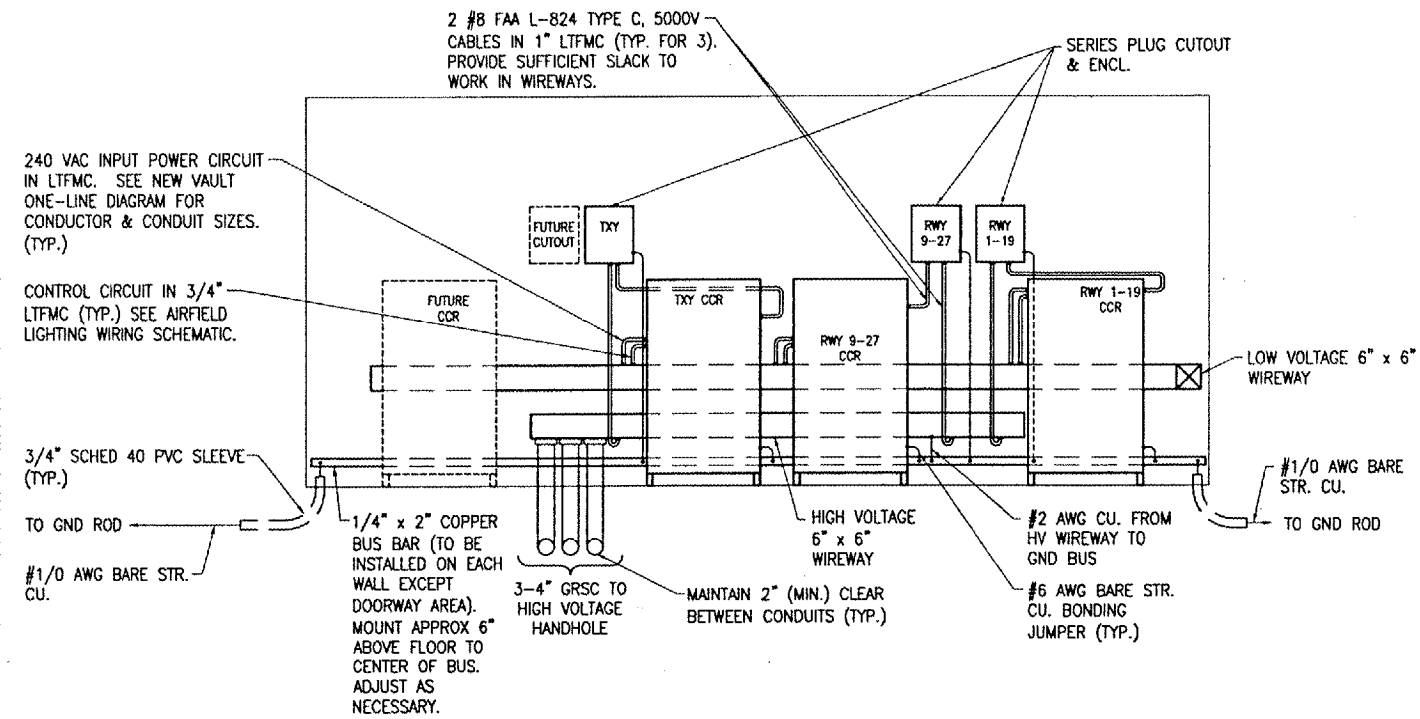 2 #8 FAA L-824 TYPE C, 5000V
CABLES IN 1" LTFMC (TYP. FOR 3).
PROVIDE SUFFICIENT SLACK TO
WORK IN WIREWAYS.
SERIES PLUG CUTOUT
& ENCL.
240 VAC INPUT POWER CIRCUIT
IN LTFMC. SEE NEW VAULT
ONE-LINE DIAGRAM FOR
CONDUCTOR & CONDUIT SIZES.
(TYP.)
CONTROL CIRCUIT IN 3/4"
LTFMC (TYP.) SEE AIRFIELD
LIGHTING WIRING SCHEMATIC.
FUTURE
CUTOUT
TXY
RWY
9-27
RWY
1-19
FUTURE
CCR
TXY CCR
RWY 9-27
CCR
RWY 1-19
CCR
LOW VOLTAGE 6" x 6"
WIREWAY
3/4" SCHED 40 PVC SLEEVE
(TYP.)
TO GND ROD
#1/0 AWG BARE STR.
CU.
1/4" x 2" COPPER
BUS BAR (TO BE
INSTALLED ON EACH
WALL EXCEPT
DOORWAY AREA).
MOUNT APPROX 6"
ABOVE FLOOR TO
CENTER OF BUS.
ADJUST AS
NECESSARY.
3-4" GRSC TO
HIGH VOLTAGE
HANDHOLE
MAINTAIN 2" (MIN.) CLEAR
BETWEEN CONDUITS (TYP.)
HIGH VOLTAGE
6" x 6"
WIREWAY
#2 AWG CU. FROM
HV WIREWAY TO
GND BUS
#6 AWG BARE STR.
CU. BONDING
JUMPER (TYP.)
#1/0 AWG BARE
STR. CU.
TO GND ROD